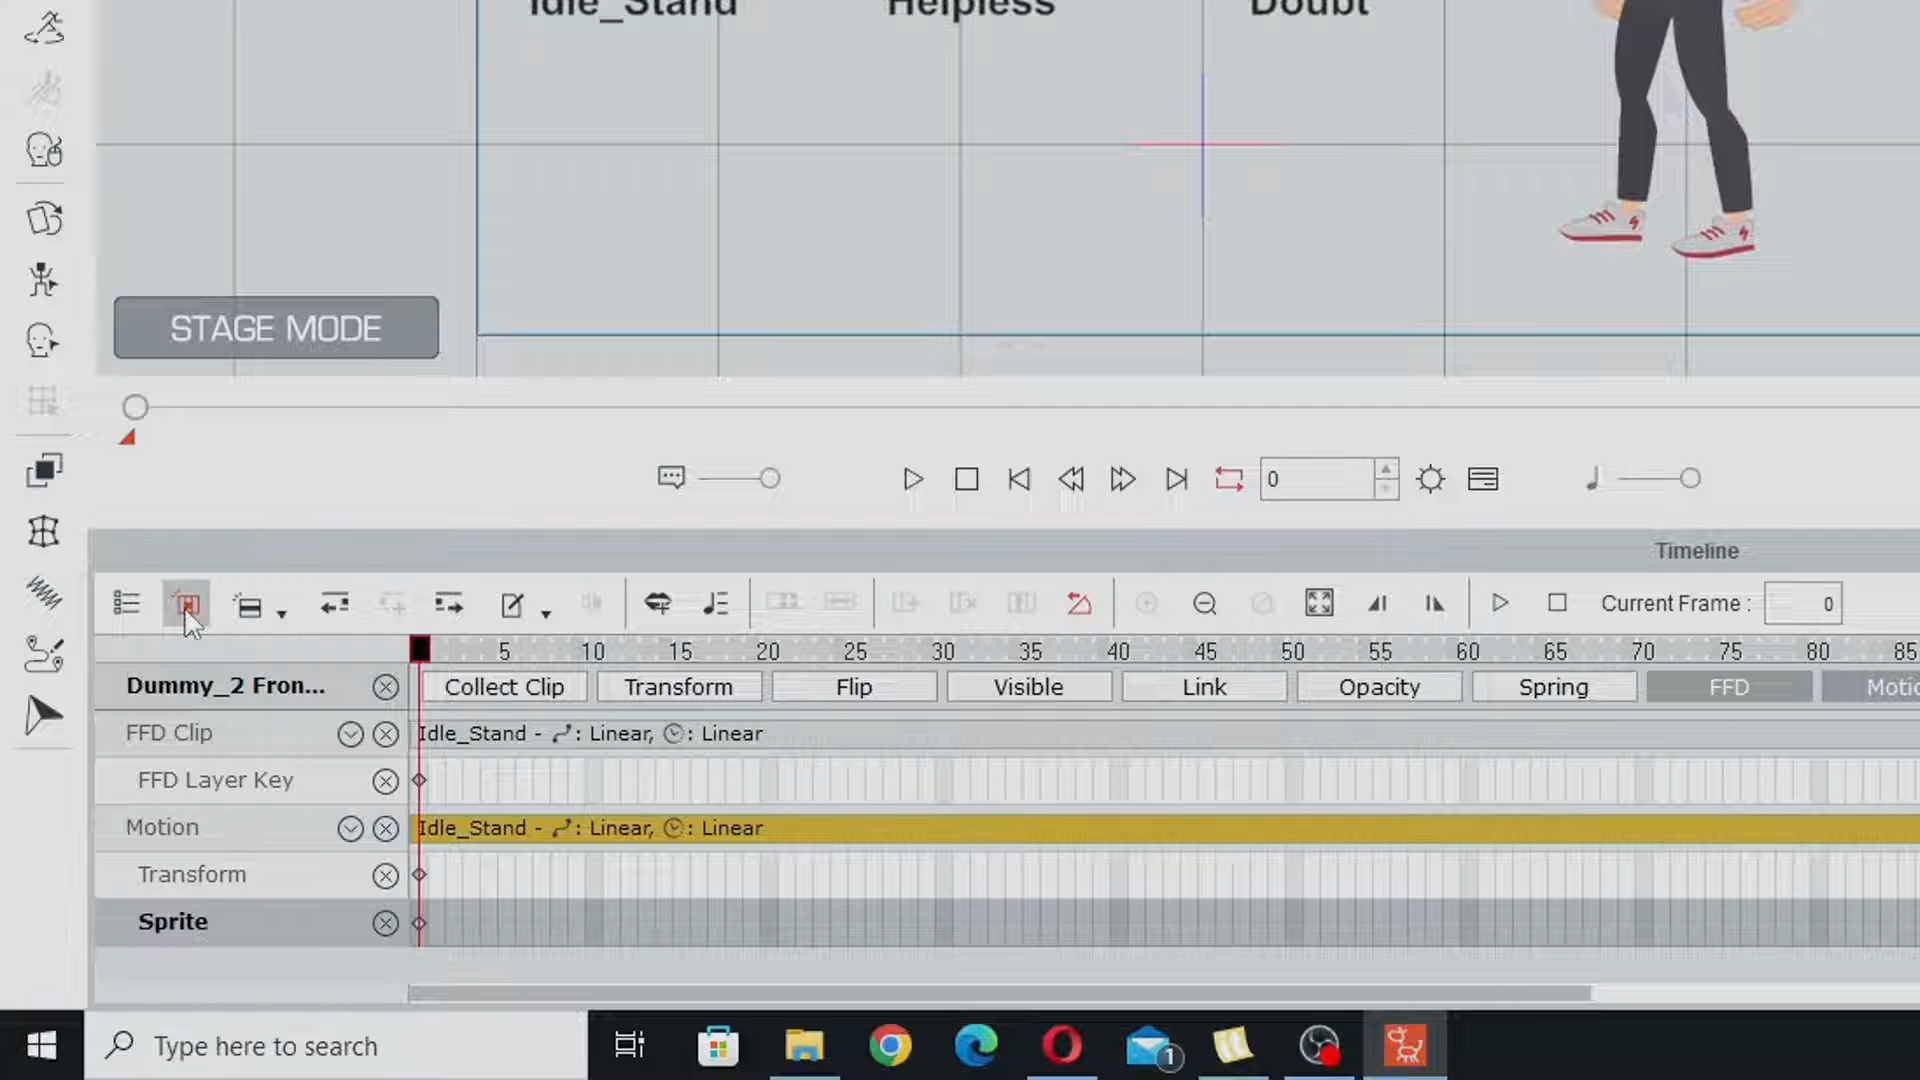 Idle_Stand Helpless Doubt
STAGE MODE
0
Timeline
Current Frame : 0
5 10 15 20 25 30 35 40 45 50 55 60 65 70 75 80 85
Dummy_2 Fron... Collect Clip Transform Flip Visible Link Opacity Spring FFD Motio
FFD Clip Idle_Stand - : Linear, : Linear
FFD Layer Key
Motion Idle_Stand - : Linear, : Linear
Transform
Sprite
Type here to search 1